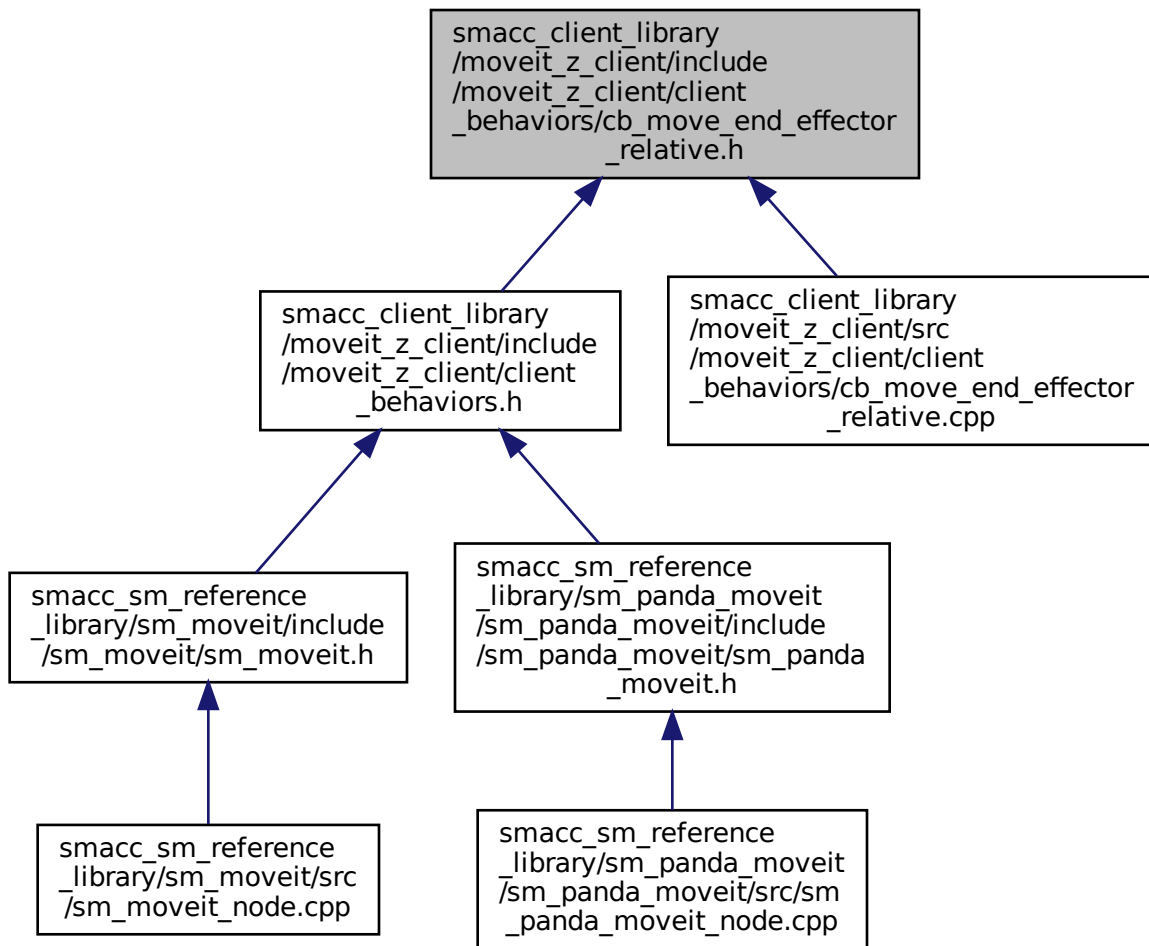 smacc_client_library
/moveit_z_client/include
/moveit_z_client/client
_behaviors/cb_move_end_effector
_relative.h
smacc_client_library
/moveit_z_client/include
/moveit_z_client/client
_behaviors.h
smacc_client_library
/moveit_z_client/src
/moveit_z_client/client
_behaviors/cb_move_end_effector
_relative.cpp
smacc_sm_reference
_library/sm_moveit/include
/sm_moveit/sm_moveit.h
smacc_sm_reference
_library/sm_panda_moveit
/sm_panda_moveit/include
/sm_panda_moveit/sm_panda
_moveit.h
smacc_sm_reference
_library/sm_moveit/src
/sm_moveit_node.cpp
smacc_sm_reference
_library/sm_panda_moveit
/sm_panda_moveit/src/sm
_panda_moveit_node.cpp